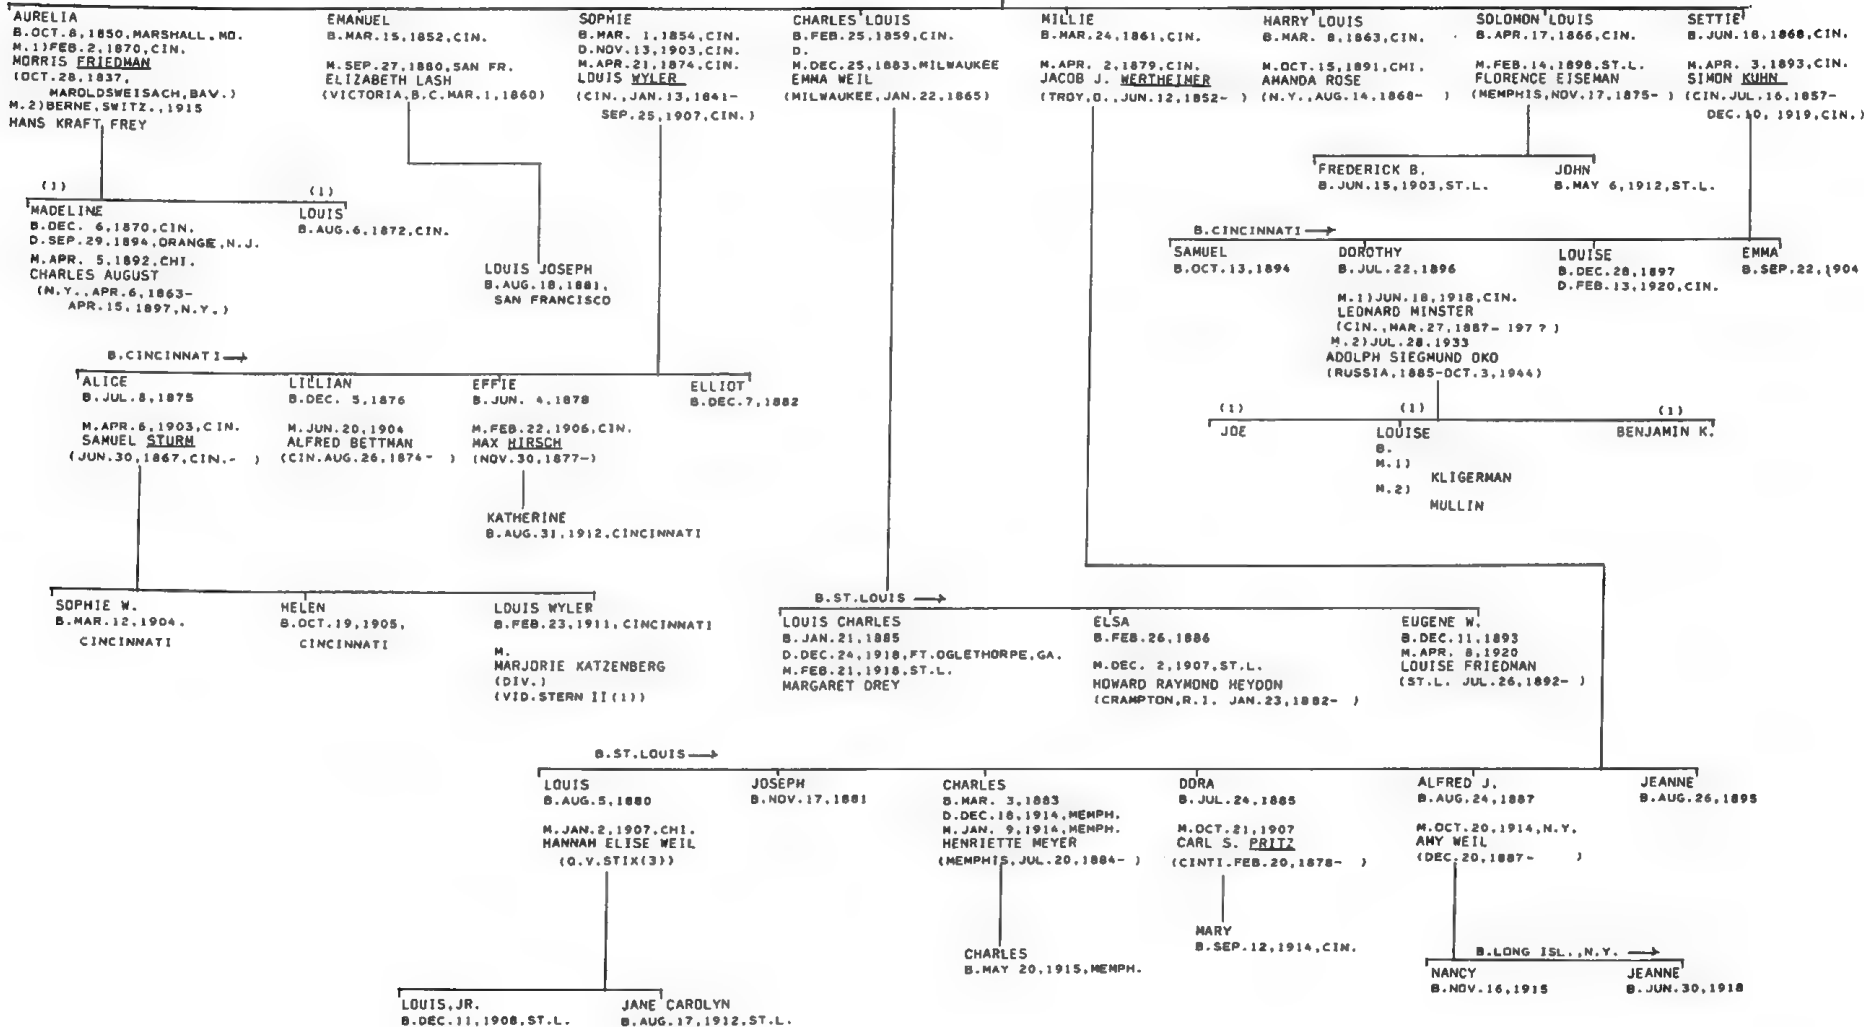 AURELIA
B.OCT.8,1850,MARSHALL,MO.
M.1)FEB.2,1870,CIN.
MORRIS FRIEDMAN
(OCT.28,1837,
MAROLDSWEISACH,BAV.)
M.2)BERNE,SWITZ.,1915
HANS KRAFT FREY
EMANUEL
B.MAR.15,1852,CIN.
M.SEP.27,1880,SAN FR.
ELIZABETH LASH
(VICTORIA,B.C.MAR.1,1860)
SOPHIE
B.MAR. 1,1854,CIN.
D.NOV.13,1903,CIN.
M.APR.21,1874,CIN.
LOUIS WYLER
(CIN.,JAN.13,1841-
SEP.25,1907,CIN.)
CHARLES LOUIS
B.FEB.25,1859,CIN.
D.
M.DEC.25,1883,MILWAUKEE
EMMA WEIL
(MILWAUKEE,JAN.22,1865)
MILLIE
B.MAR.24,1861,CIN.
M.APR. 2,1879,CIN.
JACOB J. WERTHEIMER
(TROY,O.,JUN.12,1852- )
HARRY LOUIS
B.MAR. 8,1863,CIN.
M.OCT.15,1891,CHI.
AMANDA ROSE
(N.Y.,AUG.14,1868- )
SOLOMON LOUIS
B.APR.17,1866,CIN.
M.FEB.14,1898,ST.L.
FLORENCE EISEMAN
(MEMPHIS,NOV.17,1875- )
SETTIE
B.JUN.18,1868,CIN.
M.APR. 3,1893,CIN.
SIMON KUHN
(CIN.JUL.16,1857-
DEC.10, 1919,CIN.)
FREDERICK B.
B.JUN.15,1903,ST.L.
JOHN
B.MAY 6,1912,ST.L.
(1)
MADELINE
B.DEC. 6,1870,CIN.
D.SEP.29,1894,ORANGE,N.J.
M.APR. 5,1892,CHI.
CHARLES AUGUST
(N.Y.,APR.6,1863-
APR.15,1897,N.Y.)
(1)
LOUIS
B.AUG.6,1872,CIN.
LOUIS JOSEPH
B.AUG.18,1881,
SAN FRANCISCO
B.CINCINNATI→
SAMUEL
B.OCT.13,1894
DOROTHY
B.JUL.22,1896
M.1)JUN.18,1918,CIN.
LEONARD MINSTER
(CIN.,MAR.27,1887- 197 ? )
M.2)JUL.28,1933
ADOLPH SIEGMUND OKO
(RUSSIA,1885-OCT.3,1944)
LOUISE
B.DEC.28,1897
D.FEB.13,1920,CIN.
EMMA
B.SEP.22,1904
B.CINCINNATI→
ALICE
B.JUL.8,1875
M.APR.6,1903,CIN.
SAMUEL STURM
(JUN.30,1867,CIN.- )
LILLIAN
B.DEC. 5,1876
M.JUN.20,1904
ALFRED BETTMAN
(CIN.AUG.26,1874- )
EFFIE
B.JUN. 4,1878
M.FEB.22,1906,CIN.
MAX HIRSCH
(NOV.30,1877-)
ELLIOT
B.DEC.7,1882
(1)
JOE
(1)
LOUISE
B.
M.1)
KLIGERMAN
M.2)
MULLIN
(1)
BENJAMIN K.
KATHERINE
B.AUG.31,1912,CINCINNATI
SOPHIE W.
B.MAR.12,1904.
CINCINNATI
HELEN
B.OCT.19,1905,
CINCINNATI
LOUIS WYLER
B.FEB.23,1911,CINCINNATI
M.
MARJORIE KATZENBERG
(DIV.)
(VID.STERN II(1))
B.ST.LOUIS →
LOUIS CHARLES
B.JAN.21,1885
D.DEC.24,1918,FT.OGLETHORPE,GA.
M.FEB.21,1918,ST.L.
MARGARET DREY
ELSA
B.FEB.26,1886
M.DEC. 2,1907,ST.L.
HOWARD RAYMOND HEYDON
(CRAMPTON,R.I. JAN.23,1882- )
EUGENE W.
B.DEC.11,1893
M.APR. 8,1920
LOUISE FRIEDMAN
(ST.L. JUL.26,1892- )
B.ST.LOUIS→
LOUIS
B.AUG.5,1880
M.JAN.2,1907,CHI.
HANNAH ELISE WEIL
(Q.V.STIX(3))
JOSEPH
B.NOV.17,1881
CHARLES
B.MAR. 3,1883
D.DEC.18,1914,MEMPH.
M.JAN. 9,1914,MEMPH.
HENRIETTE MEYER
(MEMPHIS,JUL.20,1884- )
DORA
B.JUL.24,1885
M.OCT.21,1907
CARL S. PRITZ
(CINTI.FEB.20,1878- )
ALFRED J.
B.AUG.24,1887
M.OCT.20,1914,N.Y.
AMY WEIL
(DEC.20,1887- )
JEANNE
B.AUG.26,1895
CHARLES
B.MAY 20,1915,MEMPH.
MARY
B.SEP.12,1914,CIN.
B.LONG ISL.,N.Y. →
NANCY
B.NOV.16,1915
JEANNE
B.JUN.30,1918
LOUIS,JR.
B.DEC.11,1908,ST.L.
JANE CAROLYN
B.AUG.17,1912,ST.L.